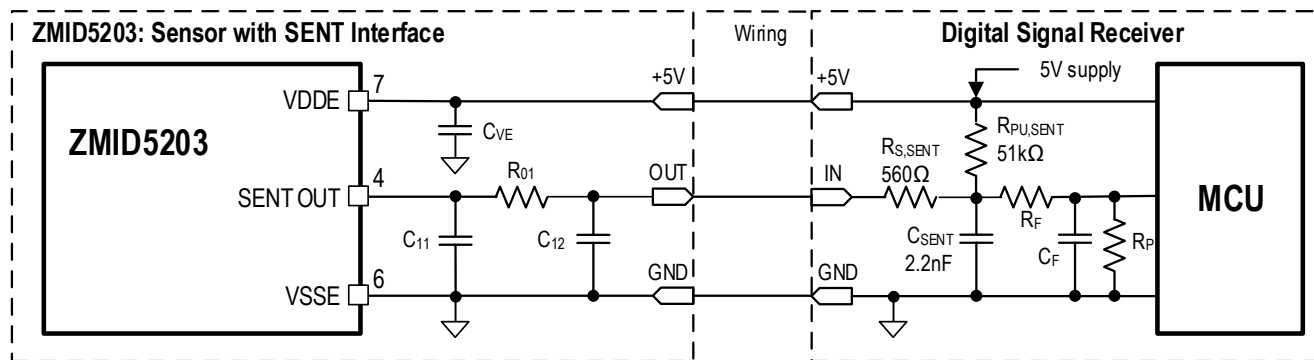 ZMID5203: Sensor with SENT Interface
Wiring
Digital Signal Receiver
ZMID5203
VDDE
7
+5V
+5V
5V supply
MCU
CVE
RPU,SENT
51kΩ
RS,SENT
560Ω
SENT OUT
4
R01
OUT
IN
RF
C11
C12
CSENT
2.2nF
CF
RP
VSSE
6
GND
GND